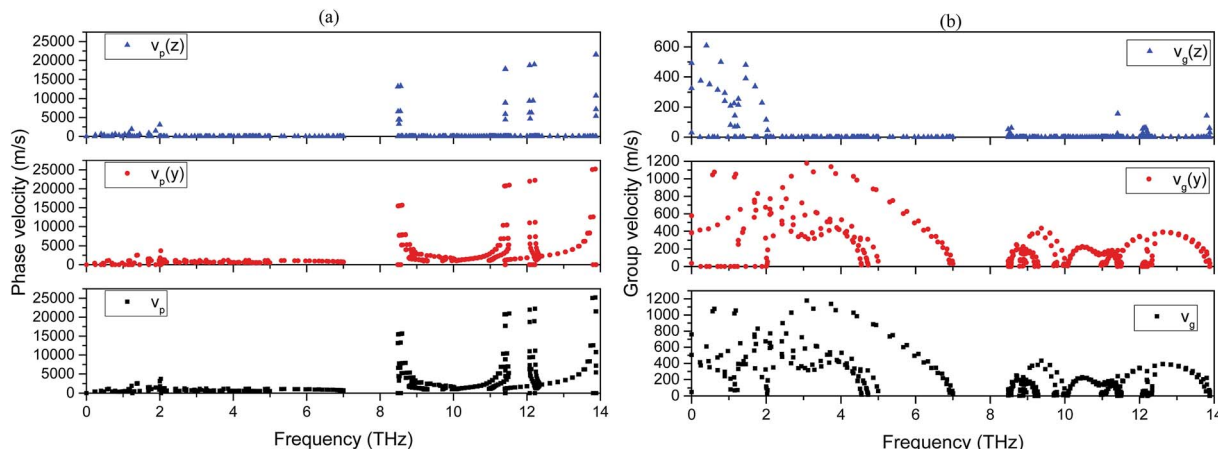 (a)
(b)
25000
20000
15000
10000
5000
0
v_p(z)
25000
20000
15000
10000
5000
0
v_p(y)
25000
20000
15000
10000
5000
0
v_p
Phase velocity (m/s)
0 2 4 6 8 10 12 14
Frequency (THz)
600
400
200
0
v_g(z)
1200
1000
800
600
400
200
0
v_g(y)
1200
1000
800
600
400
200
0
v_g
Group velocity (m/s)
0 2 4 6 8 10 12 14
Frequency (THz)